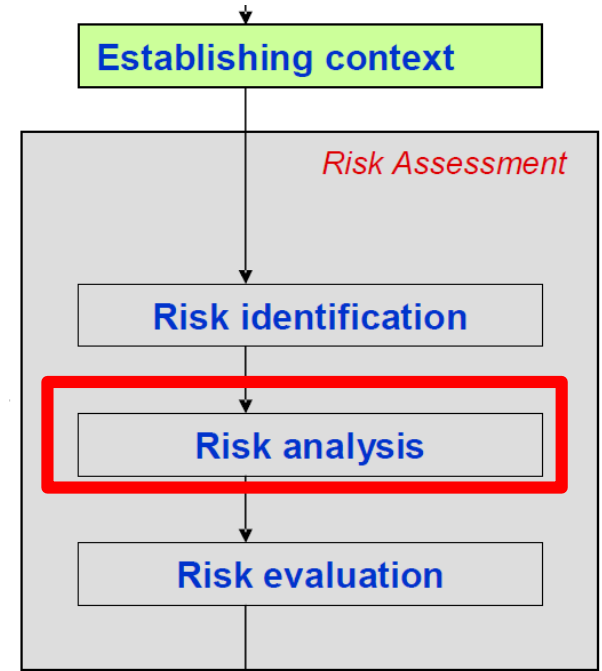 Establishing context
Risk Assessment
Risk identification
Risk analysis
Risk evaluation